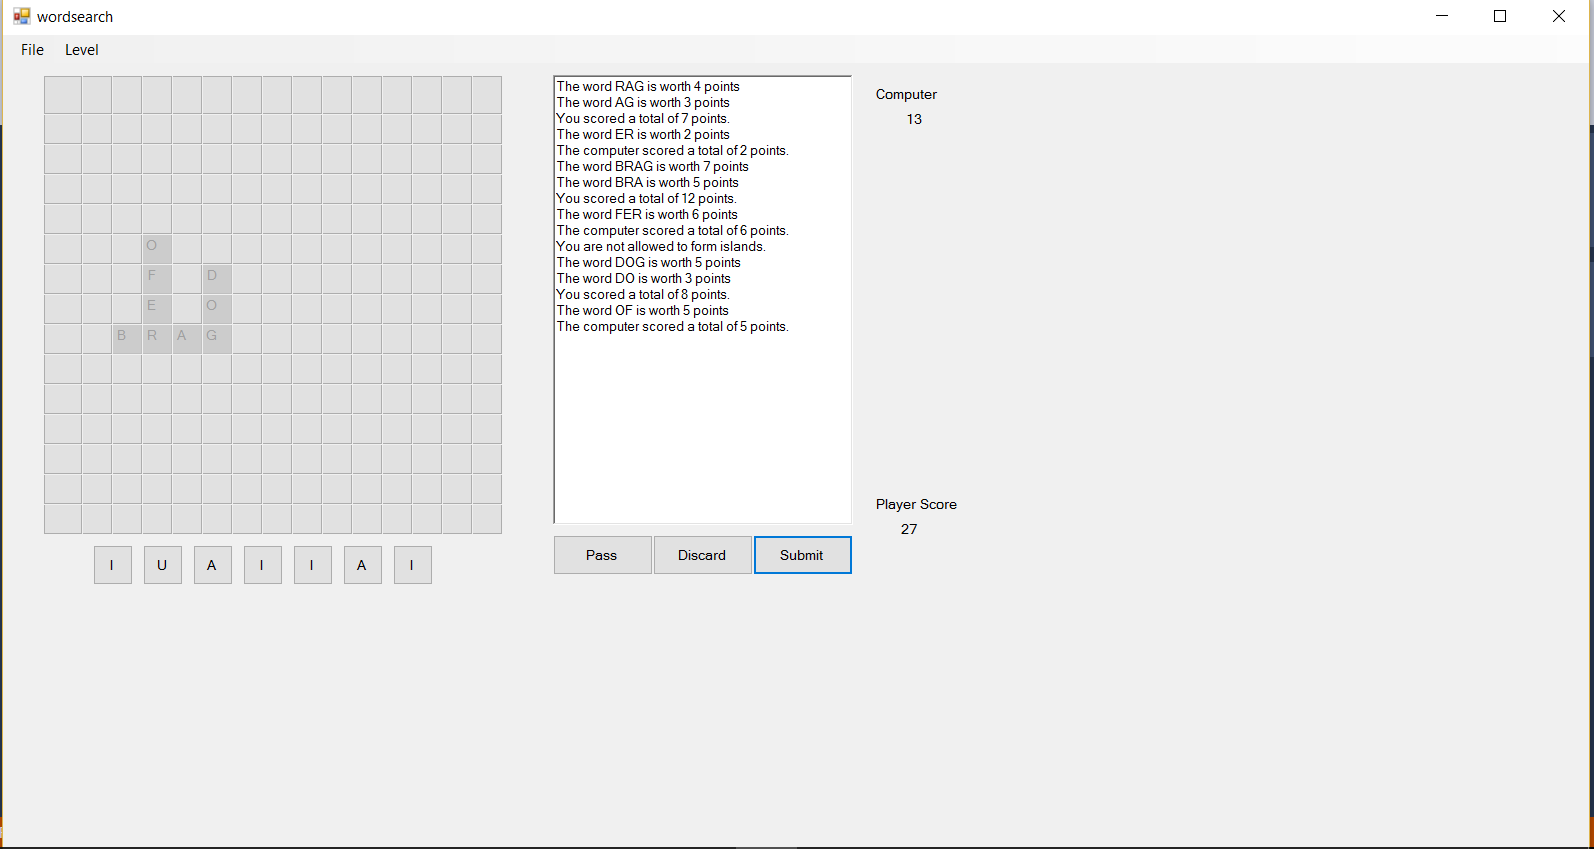 wordsearch
File Level
O
F D
E O
B R A G
I U A I I A I
The word RAG is worth 4 points
The word AG is worth 3 points
You scored a total of 7 points.
The word ER is worth 2 points
The computer scored a total of 2 points.
The word BRAG is worth 7 points
The word BRA is worth 5 points
You scored a total of 12 points.
The word FER is worth 6 points
The computer scored a total of 6 points.
You are not allowed to form islands.
The word DOG is worth 5 points
The word DO is worth 3 points
You scored a total of 8 points.
The word OF is worth 5 points
The computer scored a total of 5 points.
Pass Discard Submit
Computer
13
Player Score
27